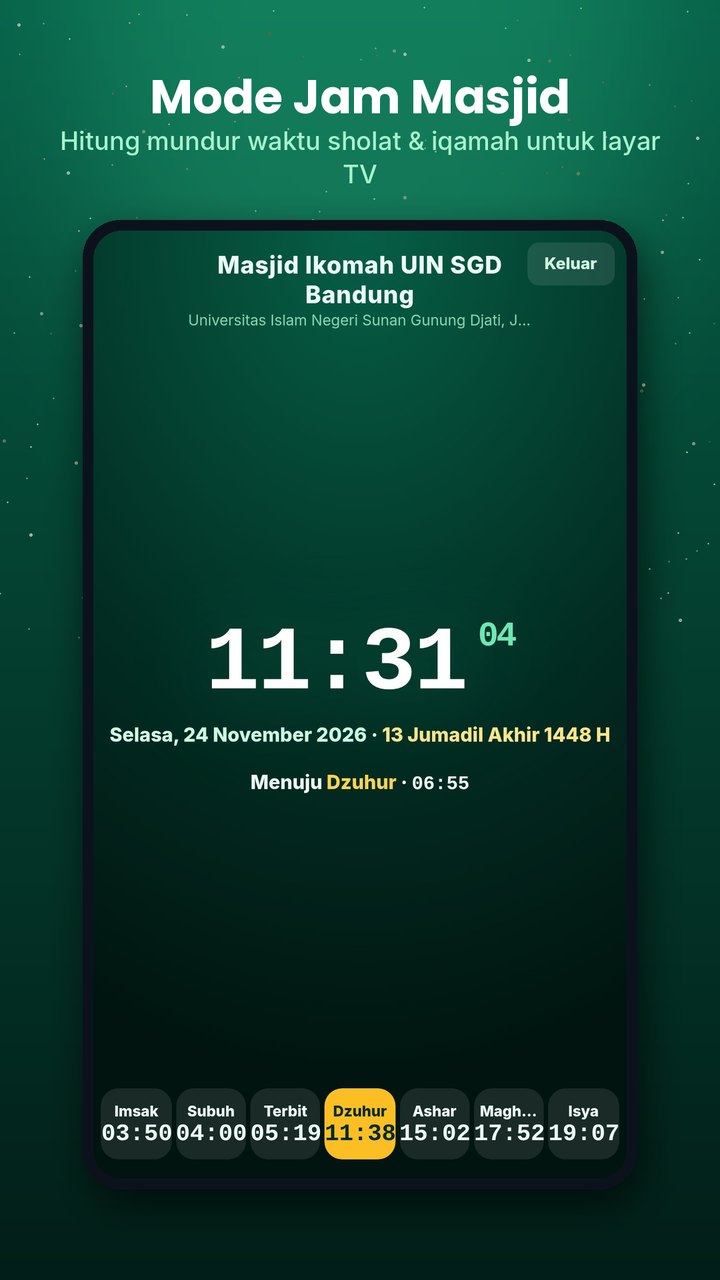 Mode Jam Masjid
Hitung mundur waktu sholat & iqamah untuk layar
TV
Masjid Ikomah UIN SGD
Bandung
Keluar
Universitas Islam Negeri Sunan Gunung Djati, J...
11:31 04
Selasa, 24 November 2026 · 13 Jumadil Akhir 1448 H
Menuju Dzuhur · 06:55
Imsak Subuh Terbit Dzuhur Ashar Magh... Isya
03:50 04:00 05:19 11:38 15:02 17:52 19:07